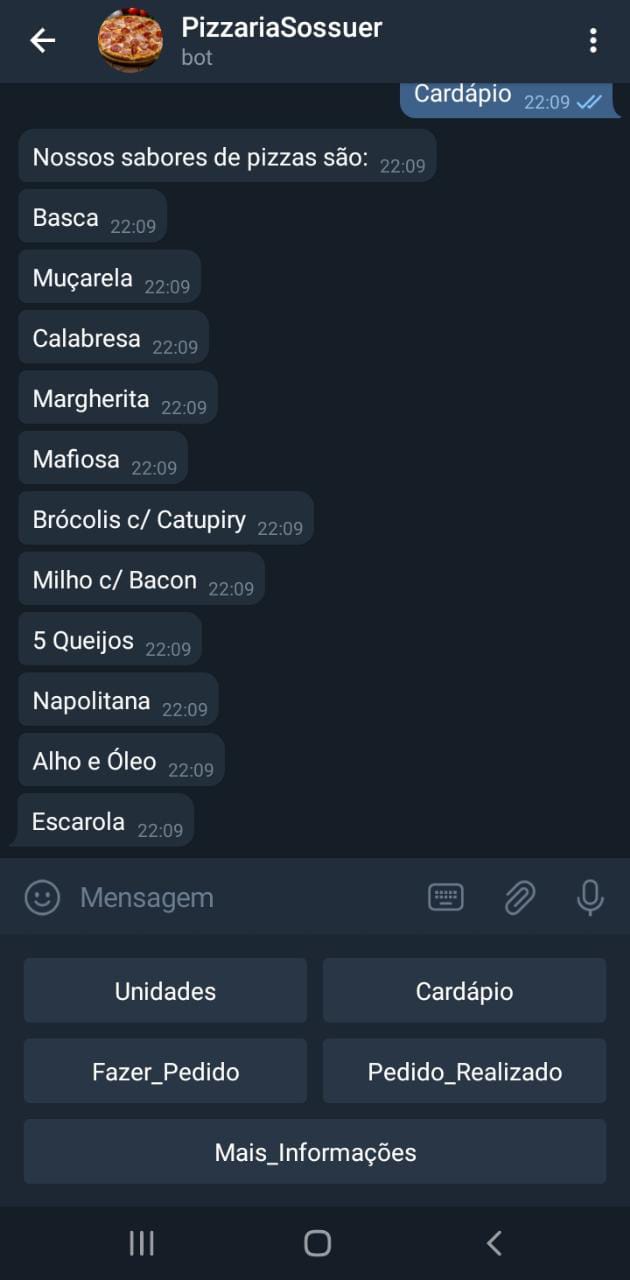 PizzariaSossuer
bot
Cardápio 22:09
Nossos sabores de pizzas são: 22:09
Basca 22:09
Muçarela 22:09
Calabresa 22:09
Margherita 22:09
Mafiosa 22:09
Brócolis c/ Catupiry 22:09
Milho c/ Bacon 22:09
5 Queijos 22:09
Napolitana 22:09
Alho e Óleo 22:09
Escarola 22:09
Mensagem
Unidades
Cardápio
Fazer_Pedido
Pedido_Realizado
Mais_Informações